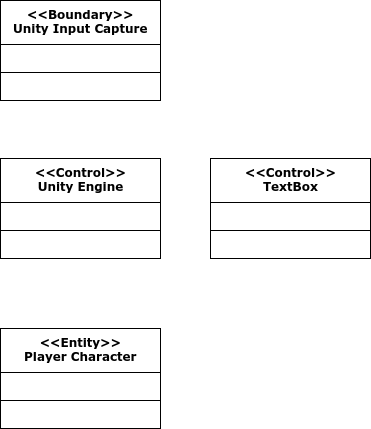 <<Boundary>>
Unity Input Capture
<<Control>>
Unity Engine
<<Control>>
TextBox
<<Entity>>
Player Character